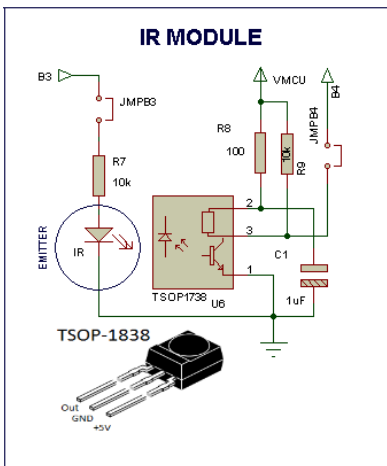 IR MODULE
B3
VMCU
B4
JMPB3
JMPB4
R8
100
10k
R9
R7
10k
EMITTER
IR
2
3
1
C1
1uF
TSOP1738
U6
TSOP-1838
Out
GND
+5V